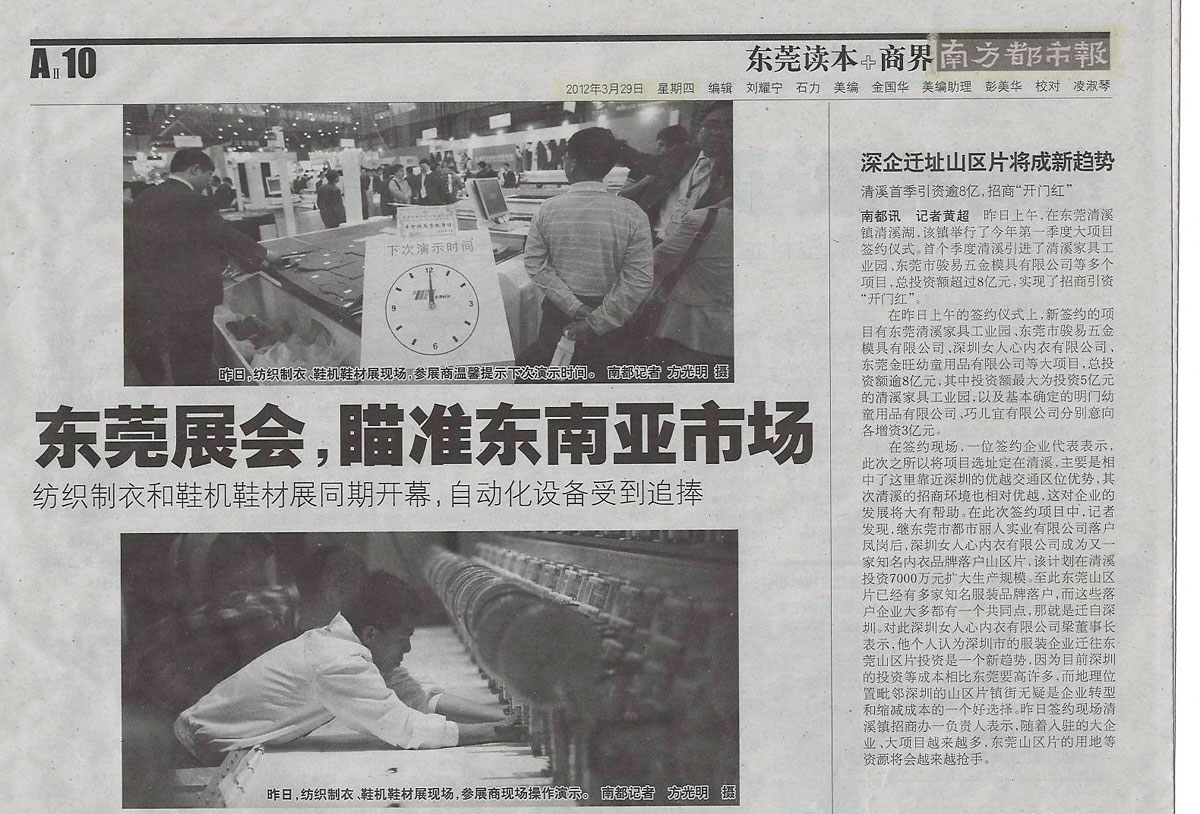 AⅡ10
东莞读本+商界 南方都市報
2012年3月29日 星期四 编辑 刘耀宁 石力 美编 金国华 美编助理 彭美华 校对 凌淑琴
下次演示时间
12
9
3
6
昨日,纺织制衣、鞋机鞋材展现场,参展商温馨提示下次演示时间。 南都记者 方光明 摄
东莞展会,瞄准东南亚市场
纺织制衣和鞋机鞋材展同期开幕,自动化设备受到追捧
昨日,纺织制衣、鞋机鞋材展现场,参展商现场操作演示。 南都记者 方光明 摄
深企迁址山区片将成新趋势
清溪首季引资逾8亿,招商“开门红”
南都讯 记者黄超 昨日上午,在东莞清溪
镇清溪湖,该镇举行了今年第一季度大项目
签约仪式。首个季度清溪引进了清溪家具工
业园、东莞市骏易五金模具有限公司等多个
项目,总投资额超过8亿元,实现了招商引资
“开门红”。
在昨日上午的签约仪式上,新签约的项
目有东莞清溪家具工业园、东莞市骏易五金
模具有限公司、深圳女人心内衣有限公司、
东莞金旺幼童用品有限公司等大项目,总投
资额逾8亿元,其中投资额最大为投资5亿元
的清溪家具工业园,以及基本确定的明门幼
童用品有限公司、巧儿宜有限公司分别意向
各增资3亿元。
在签约现场,一位签约企业代表表示,
此次之所以将项目选址定在清溪,主要是相
中了这里靠近深圳的优越交通区位优势,其
次清溪的招商环境也相对优越,这对企业的
发展将大有帮助。在此次签约项目中,记者
发现,继东莞市都市丽人实业有限公司落户
凤岗后,深圳女人心内衣有限公司成为又一
家知名内衣品牌落户山区片,该计划在清溪
投资7000万元扩大生产规模。至此东莞山区
片已经有多家知名服装品牌落户,而这些落
户企业大多都有一个共同点,那就是迁自深
圳。对此深圳女人心内衣有限公司梁董事长
表示,他个人认为深圳市的服装企业迁往东
莞山区片投资是一个新趋势,因为目前深圳
的投资等成本相比东莞要高许多,而地理位
置毗邻深圳的山区片镇街无疑是企业转型
和缩减成本的一个好选择。昨日签约现场清
溪镇招商办一负责人表示,随着入驻的大企
业、大项目越来越多,东莞山区片的用地等
资源将会越来越抢手。